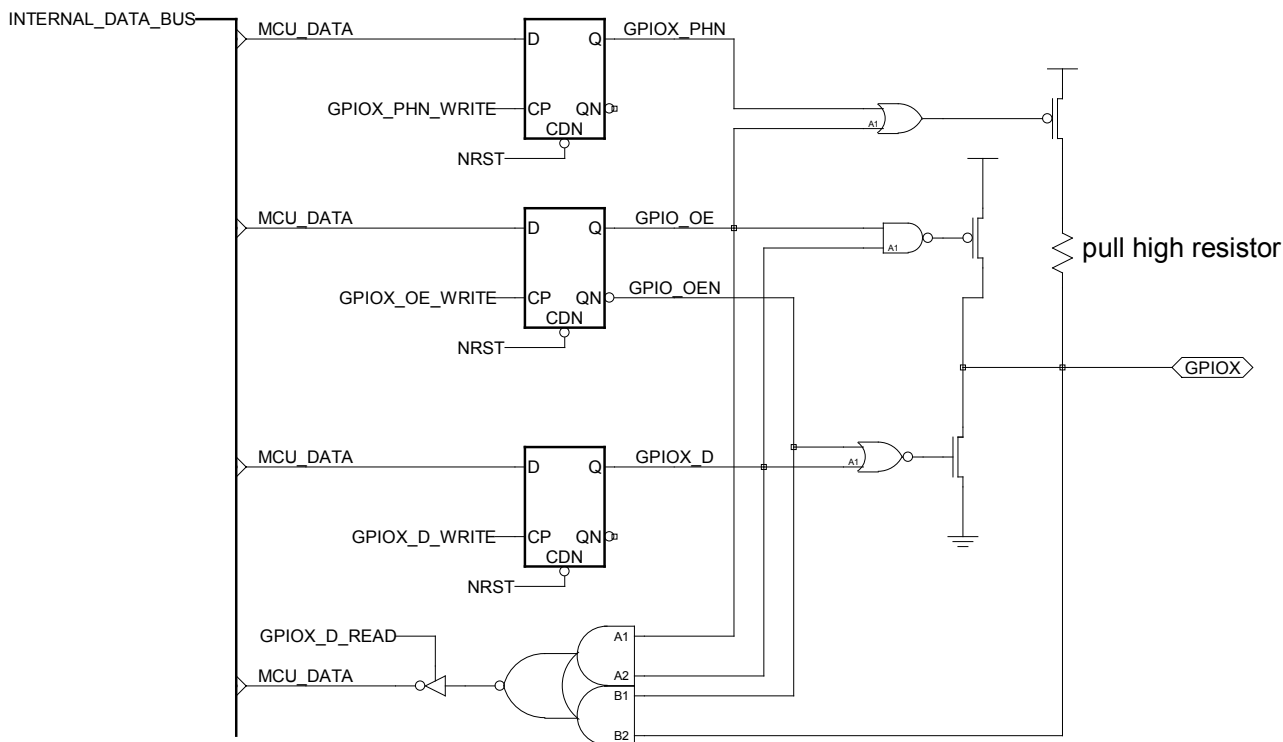 INTERNAL_DATA_BUS
MCU_DATA
D
Q
GPIOX_PHN
GPIOX_PHN_WRITE
CP
QN
CDN
NRST
A1
MCU_DATA
D
Q
GPIO_OE
A1
pull high resistor
GPIOX_OE_WRITE
CP
QN
GPIO_OEN
CDN
NRST
GPIOX
MCU_DATA
D
Q
GPIOX_D
A1
GPIOX_D_WRITE
CP
QN
CDN
NRST
GPIOX_D_READ
A1
MCU_DATA
A2
B1
B2